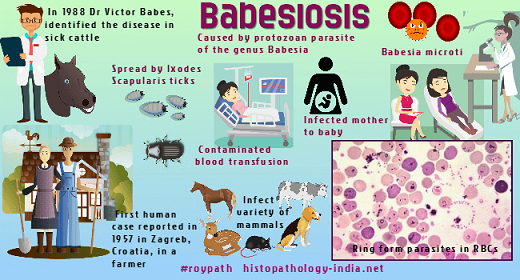 Babesiosis
In 1988 Dr Victor Babes,
identified the disease in
sick cattle
Caused by protozoan parasite
of the genus Babesia
Babesia microti
Spread by Ixodes
Scapularis ticks
Infected mother
to baby
Contaminated
blood transfusion
First human
case reported in
1957 in Zagreb,
Croatia, in a
farmer
Infect
variety of
mammals
Ring form parasites in RBCs
#roypath histopathology-india.net